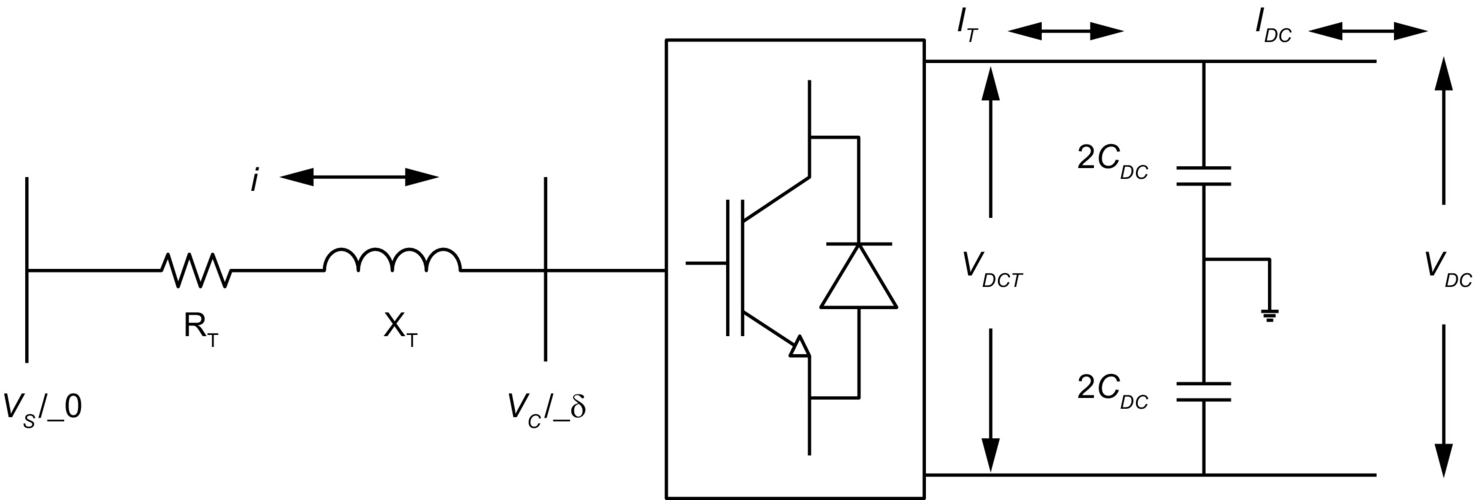 I_T
I_DC
2C_DC
i
V_DCT
V_DC
R_T
X_T
2C_DC
V_S/_0
V_C/_δ